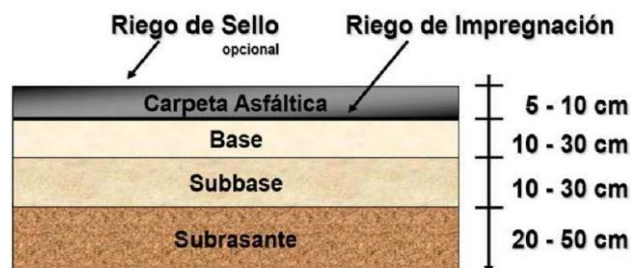 Riego de Sello
opcional
Riego de Impregnación
Carpeta Asfáltica
5 - 10 cm
Base
10 - 30 cm
Subbase
10 - 30 cm
Subrasante
20 - 50 cm